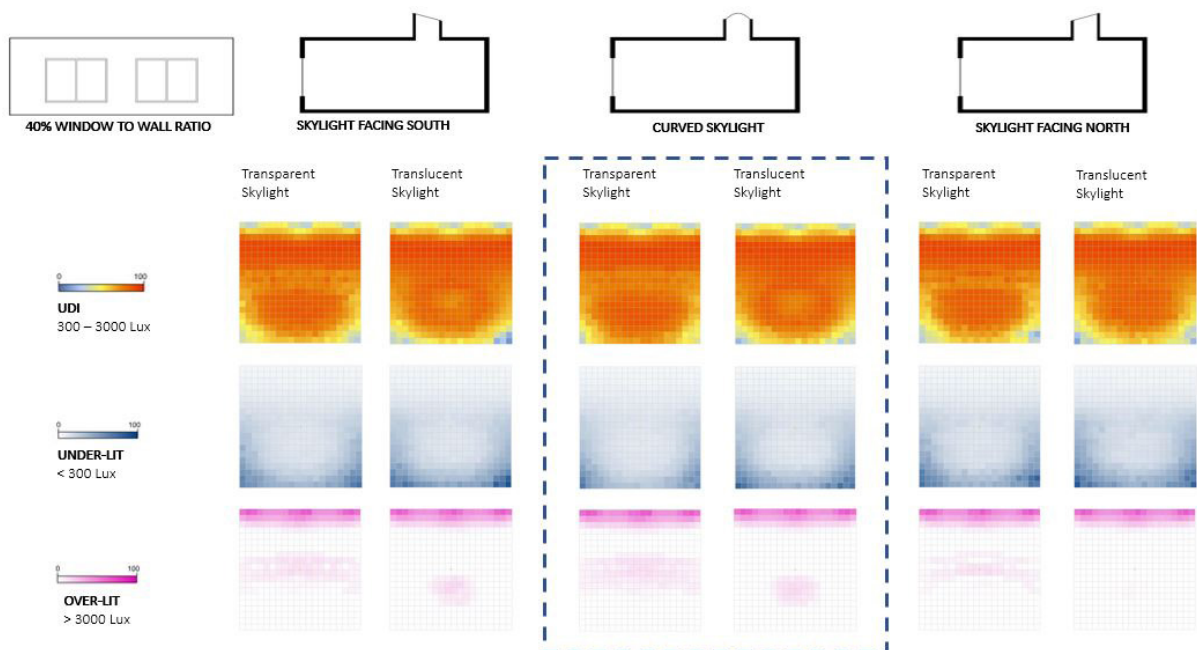 40% WINDOW TO WALL RATIO
SKYLIGHT FACING SOUTH
CURVED SKYLIGHT
SKYLIGHT FACING NORTH
Transparent
Skylight
Translucent
Skylight
Transparent
Skylight
Translucent
Skylight
Transparent
Skylight
Translucent
Skylight
0 100
UDI
300 – 3000 Lux
0 100
UNDER-LIT
< 300 Lux
0 100
OVER-LIT
> 3000 Lux